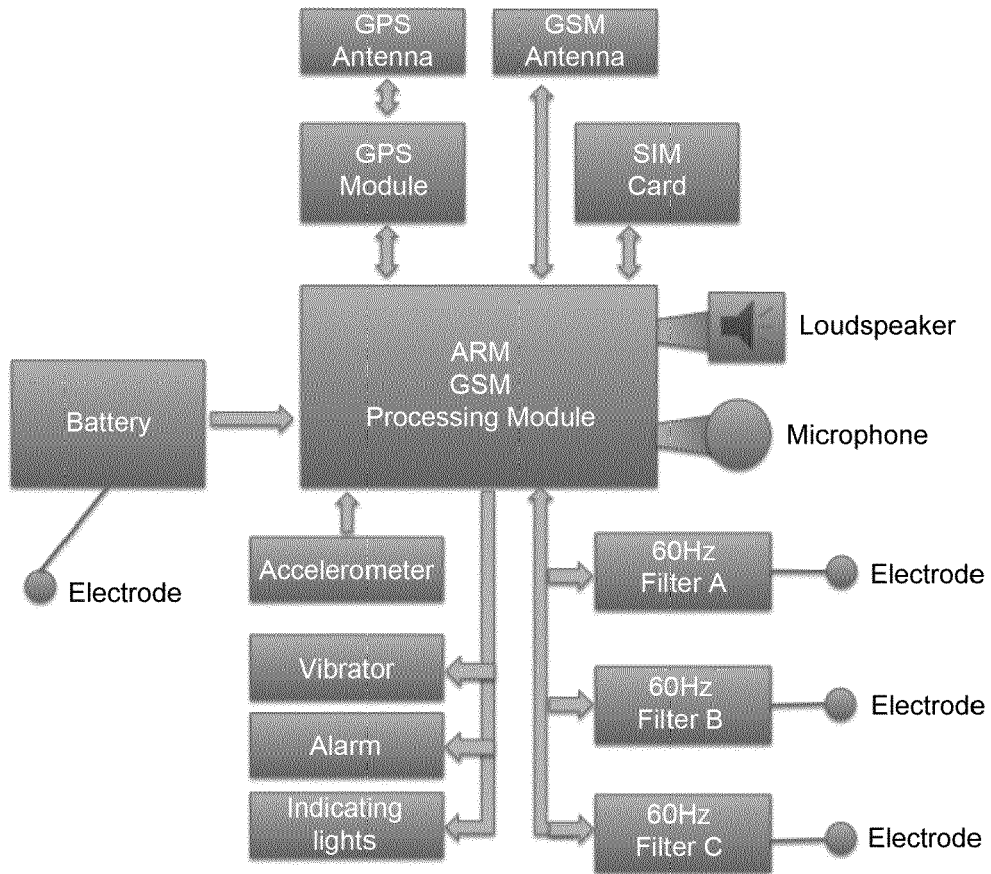 GPS
Antenna
GSM
Antenna
GPS
Module
SIM
Card
ARM
GSM
Processing Module
Loudspeaker
Battery
Microphone
Electrode
Accelerometer
60Hz
Filter A
Electrode
Vibrator
60Hz
Filter B
Electrode
Alarm
Indicating
lights
60Hz
Filter C
Electrode